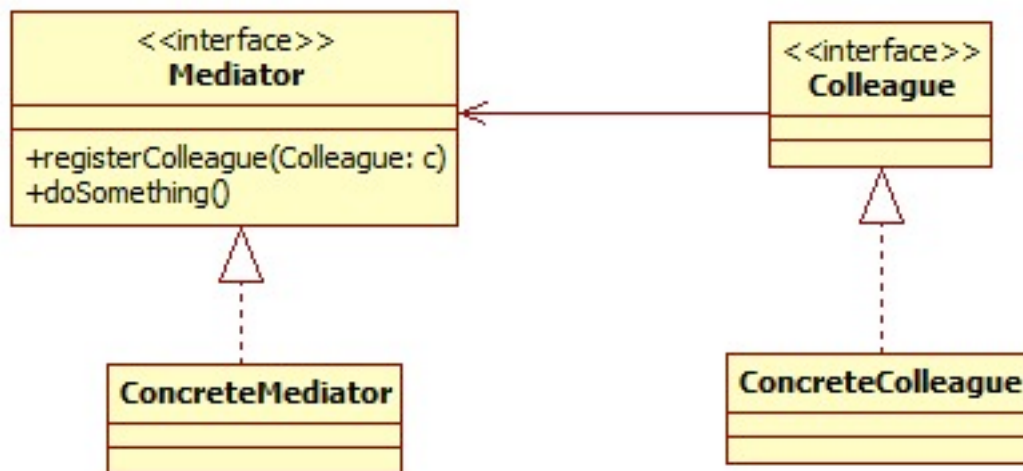 <<interface>>
Mediator
+registerColleague(Colleague: c)
+doSomething()
<<interface>>
Colleague
ConcreteMediator
ConcreteColleague